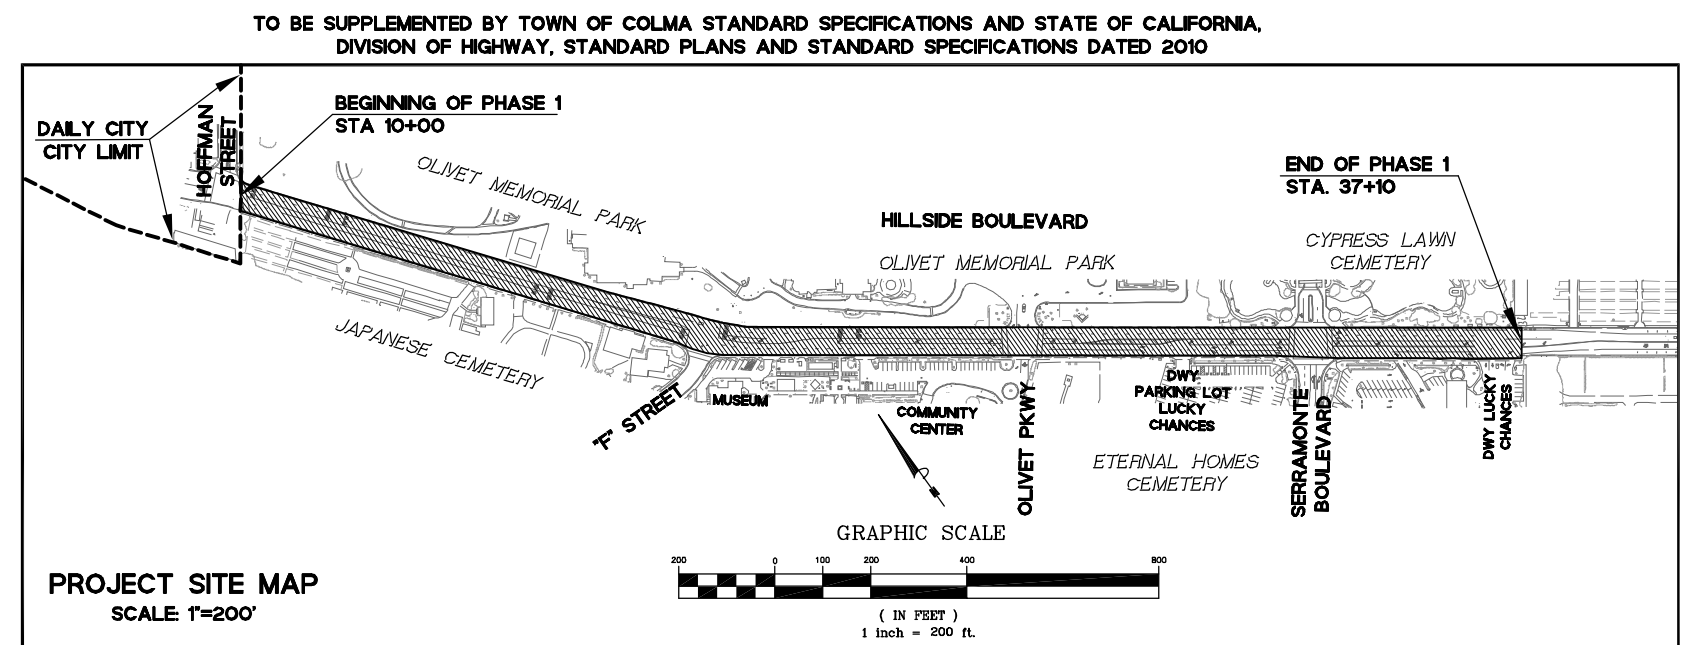 TO BE SUPPLEMENTED BY TOWN OF COLMA STANDARD SPECIFICATIONS AND STATE OF CALIFORNIA,
DIVISION OF HIGHWAY, STANDARD PLANS AND STANDARD SPECIFICATIONS DATED 2010
DAILY CITY
CITY LIMIT
HOFFMAN
STREET
BEGINNING OF PHASE 1
STA 10+00
OLIVET MEMORIAL PARK
JAPANESE CEMETERY
HILLSIDE BOULEVARD
OLIVET MEMORIAL PARK
END OF PHASE 1
STA. 37+10
CYPRESS LAWN
CEMETERY
"F" STREET
MUSEUM
COMMUNITY
CENTER
OLIVET PKWY
DWY
PARKING LOT
LUCKY
CHANCES
ETERNAL HOMES
CEMETERY
SERRAMONTE
BOULEVARD
DWY LUCKY
CHANCES
GRAPHIC SCALE
200 0 100 200 400 800
( IN FEET )
1 inch = 200 ft.
PROJECT SITE MAP
SCALE: 1"=200'